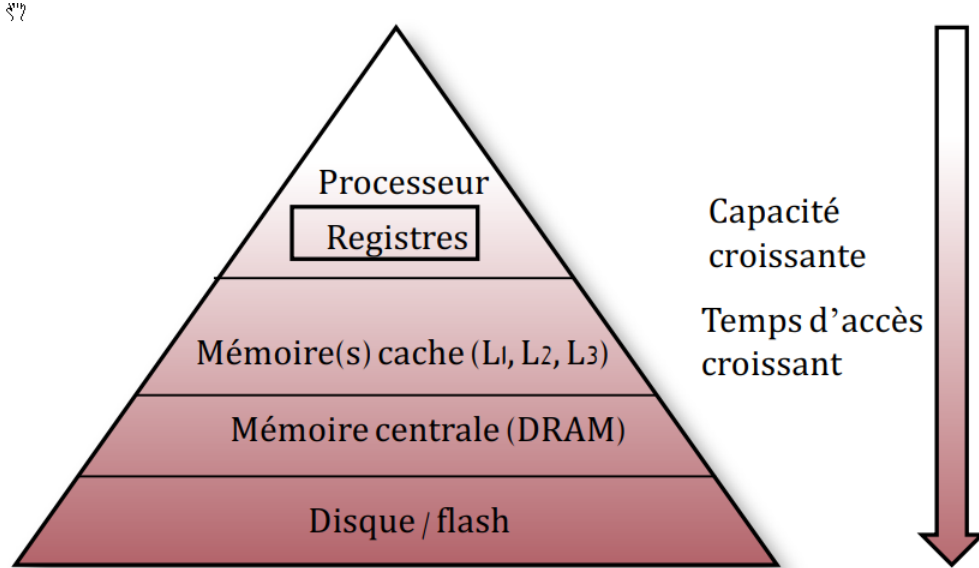 Processeur
Registres
Mémoire(s) cache (L1, L2, L3)
Mémoire centrale (DRAM)
Disque / flash
Capacité
croissante
Temps d’accès
croissant